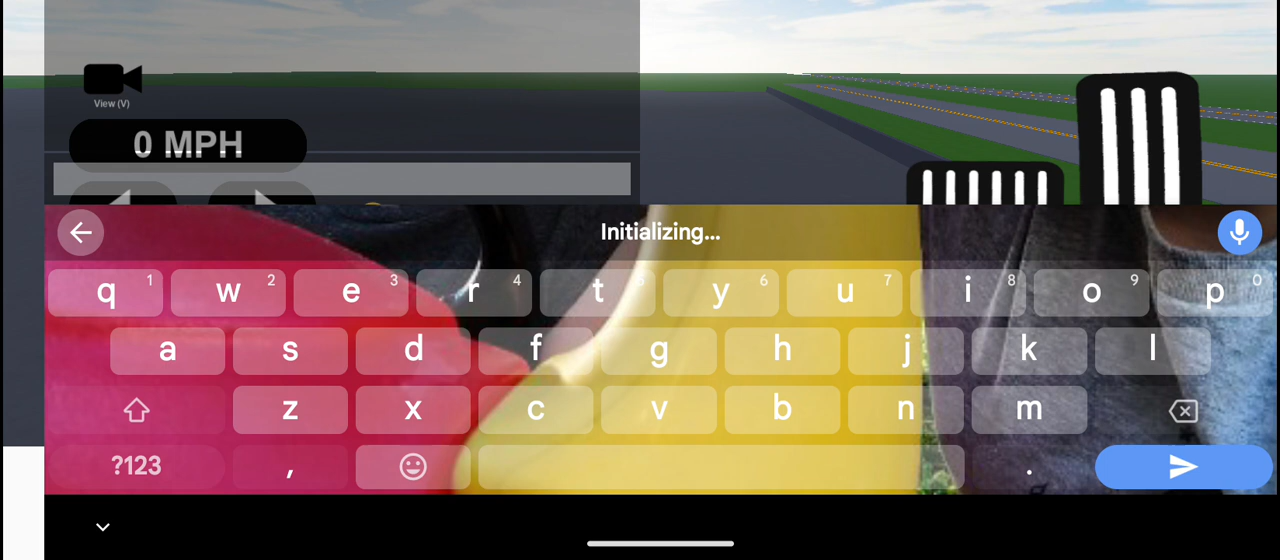 View (V)
0 MPH
Initializing...
q 1 w 2 e 3 r 4 t 5 y 6 u 7 i 8 o 9 p 0
a s d f g h j k l
z x c v b n m
?123 , .